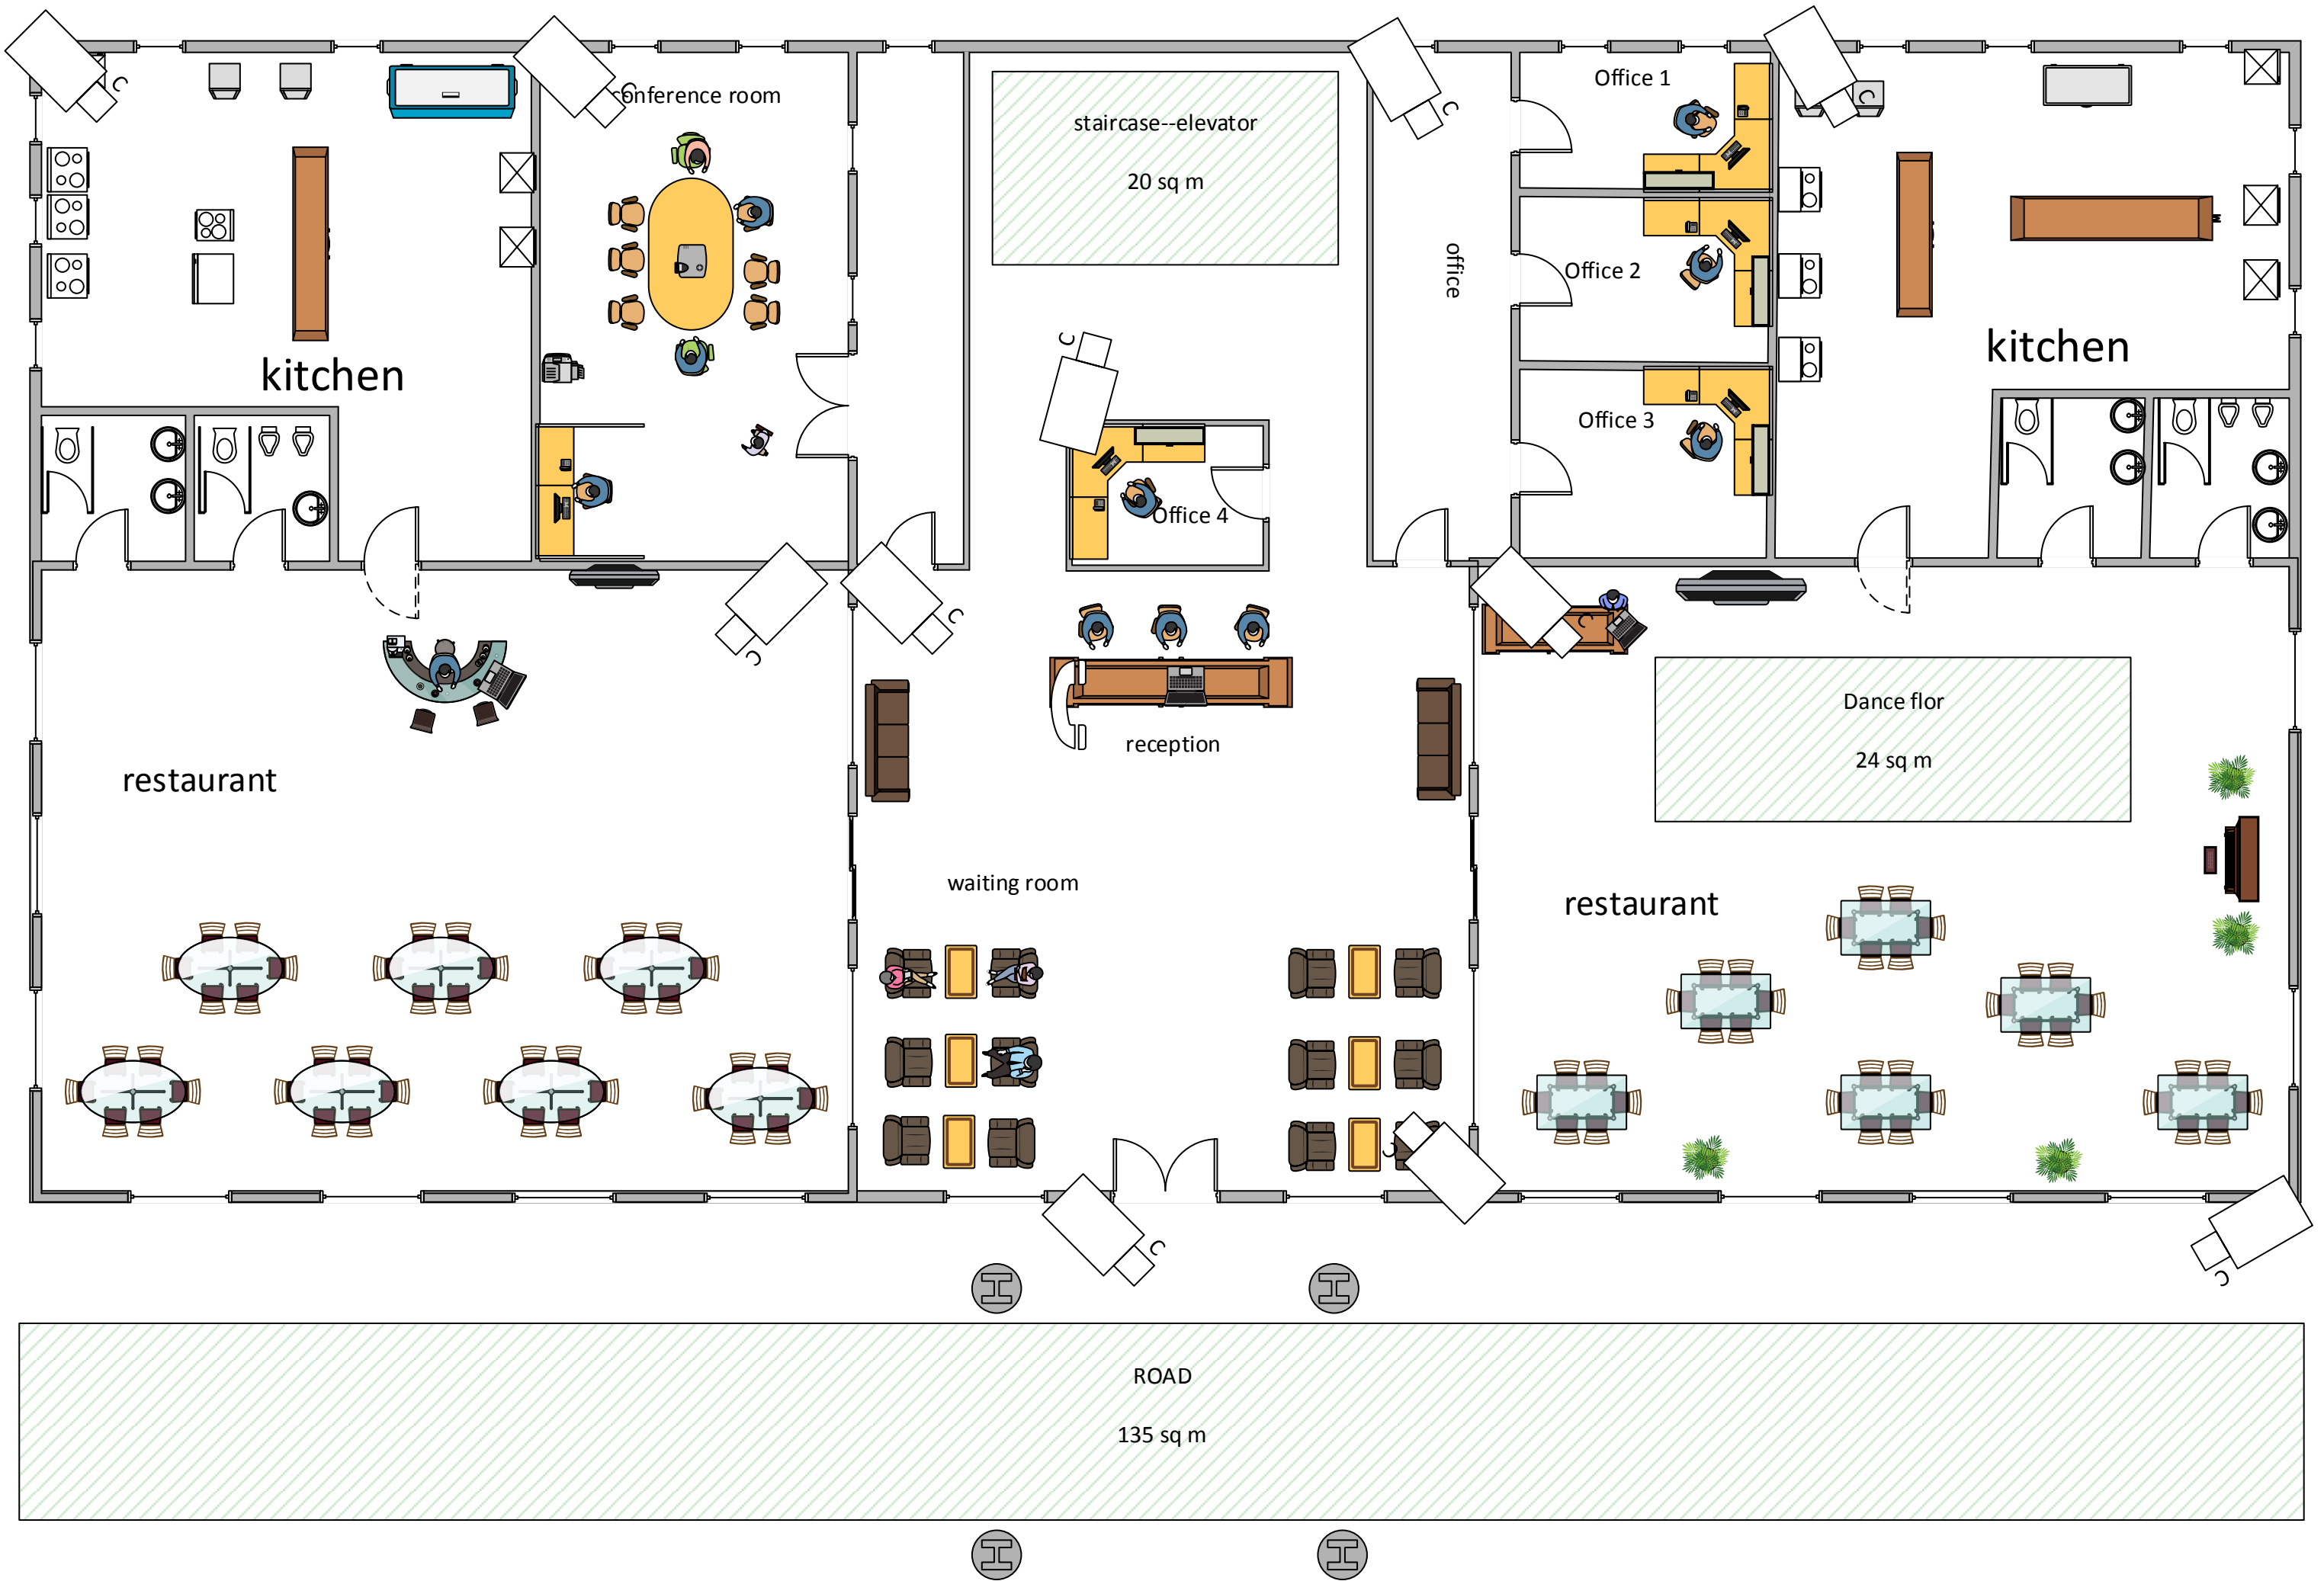 C
C
C
C
conference room
Office 1
staircase--elevator
20 sq m
office
Office 2
kitchen
kitchen
C
Office 3
Office 4
C
C
C
Dance flor
24 sq m
reception
restaurant
waiting room
restaurant
C
C
C
ROAD
135 sq m